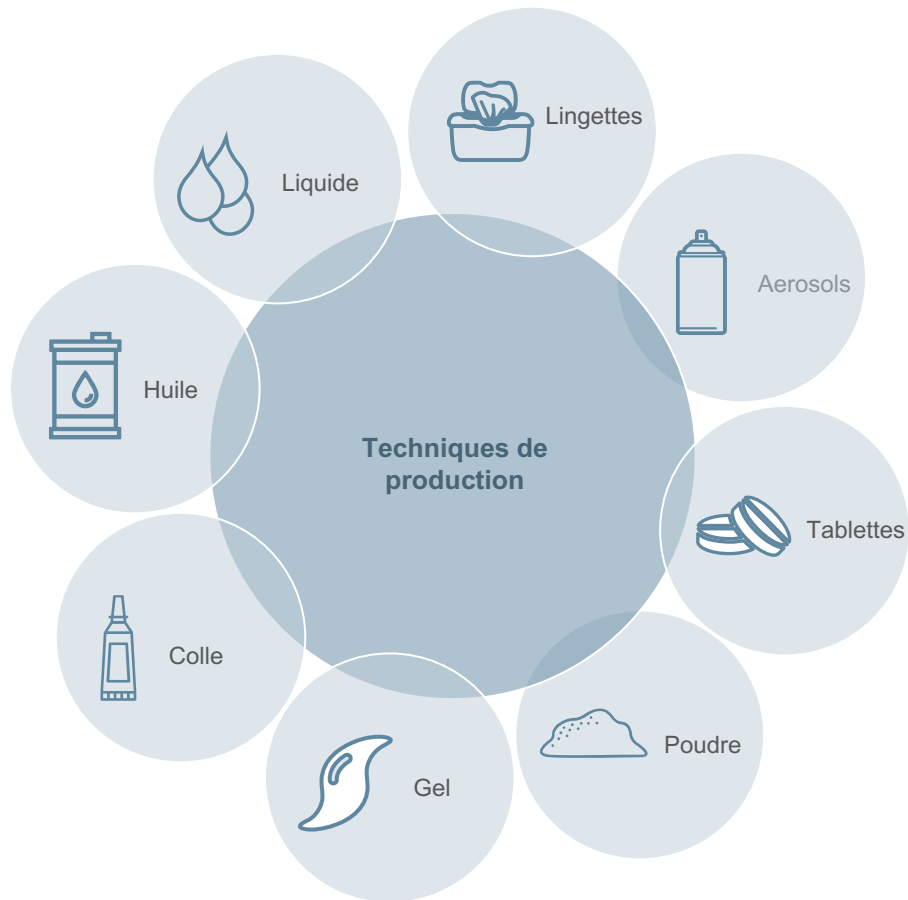 Lingettes
Liquide
Aerosols
Huile
Techniques de
production
Tablettes
Colle
Poudre
Gel